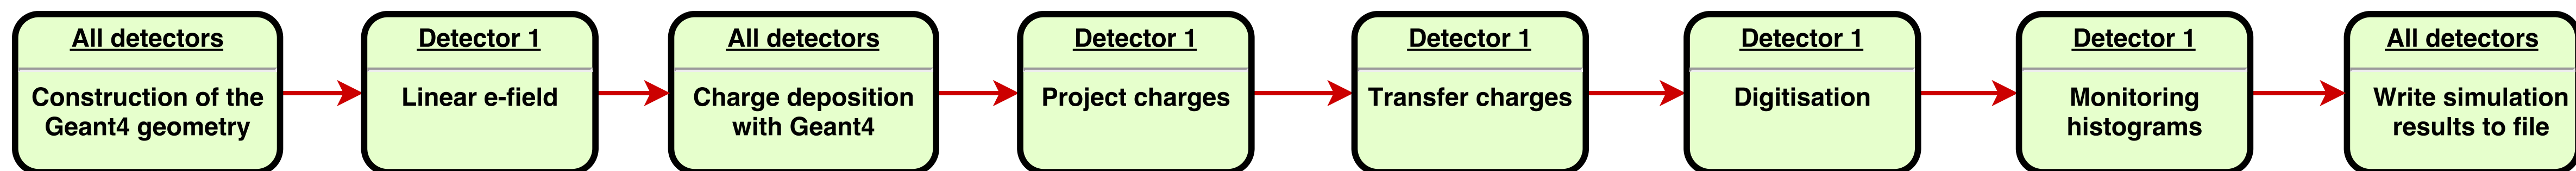 All detectors
Construction of the
Geant4 geometry
Detector 1
Linear e-field
All detectors
Charge deposition
with Geant4
Detector 1
Project charges
Detector 1
Transfer charges
Detector 1
Digitisation
Detector 1
Monitoring
histograms
All detectors
Write simulation
results to file